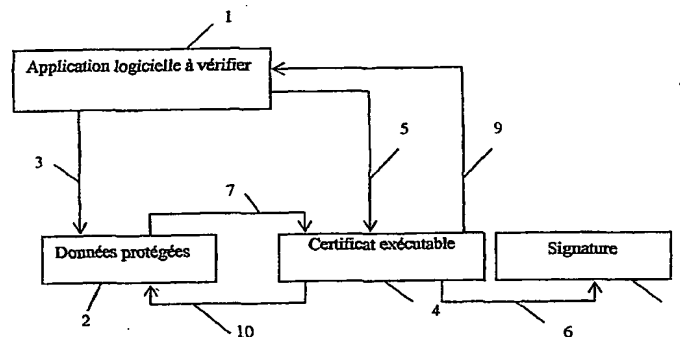 1
Application logicielle à vérifier
3
5
9
7
Données protégées
Certificat exécutable
Signature
2
10
4
6